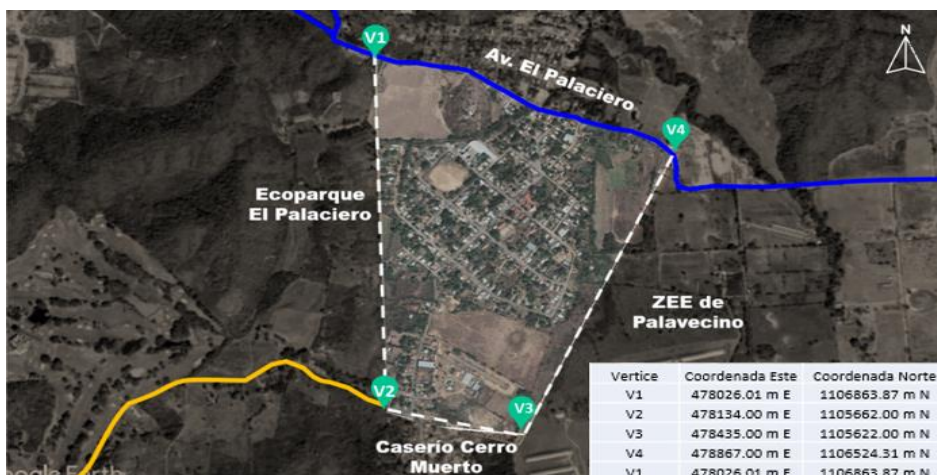 V1
N
Av. El Palaciero
V4
Ecoparque
El Palaciero
ZEE de
Palavecino
V2
V3
Caserío Cerro
Muerto
Vertice Coordenada Este Coordenada Norte
V1 478026.01 m E 1106863.87 m N
V2 478134.00 m E 1105662.00 m N
V3 478435.00 m E 1105622.00 m N
V4 478867.00 m E 1106524.31 m N
V1 478026.01 m E 1106863.87 m N
Earth